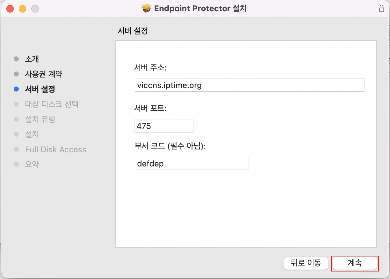 Endpoint Protector 설치
서버 설정
소개
사용권 계약
서버 설정
대상 디스크 선택
설치 유형
설치
Full Disk Access
요약
서버 주소:
viccns.iptime.org
서버 포트:
475
부서 코드 (필수 아님):
defdep
뒤로 이동
계속